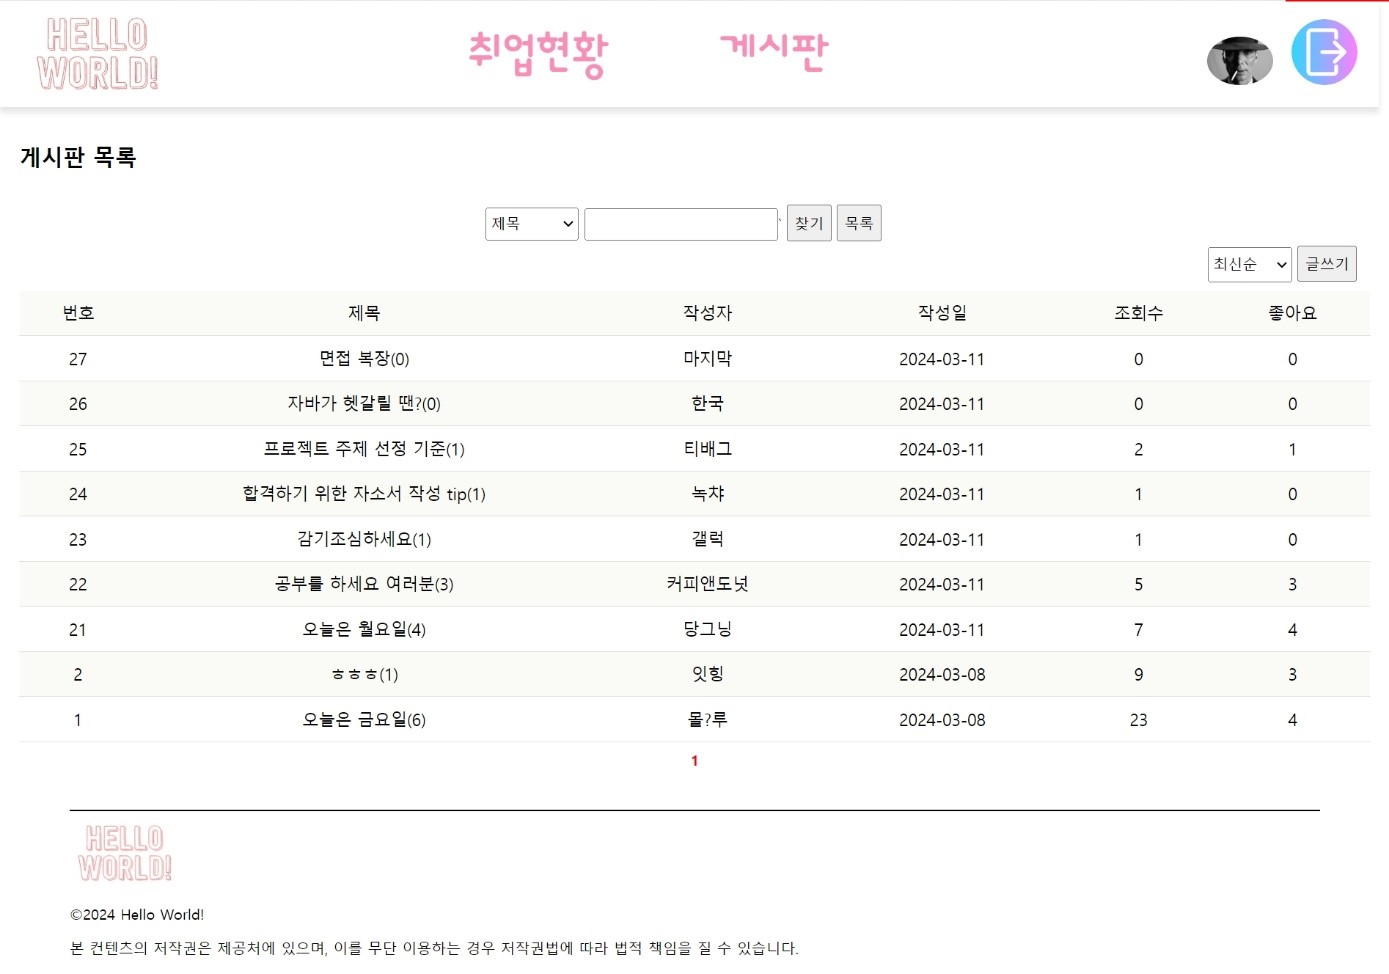 HELLO
WORLD!
취업현황 게시판
게시판 목록
제목 ` 찾기 목록
최신순 글쓰기
번호 제목 작성자 작성일 조회수 좋아요
27 면접 복장(0) 마지막 2024-03-11 0 0
26 자바가 헷갈릴 땐?(0) 한국 2024-03-11 0 0
25 프로젝트 주제 선정 기준(1) 티배그 2024-03-11 2 1
24 합격하기 위한 자소서 작성 tip(1) 녹챠 2024-03-11 1 0
23 감기조심하세요(1) 갤럭 2024-03-11 1 0
22 공부를 하세요 여러분(3) 커피앤도넛 2024-03-11 5 3
21 오늘은 월요일(4) 당그닝 2024-03-11 7 4
2 ㅎㅎㅎ(1) 잇힝 2024-03-08 9 3
1 오늘은 금요일(6) 몰?루 2024-03-08 23 4
1
HELLO
WORLD!
©2024 Hello World!
본 컨텐츠의 저작권은 제공처에 있으며, 이를 무단 이용하는 경우 저작권법에 따라 법적 책임을 질 수 있습니다.